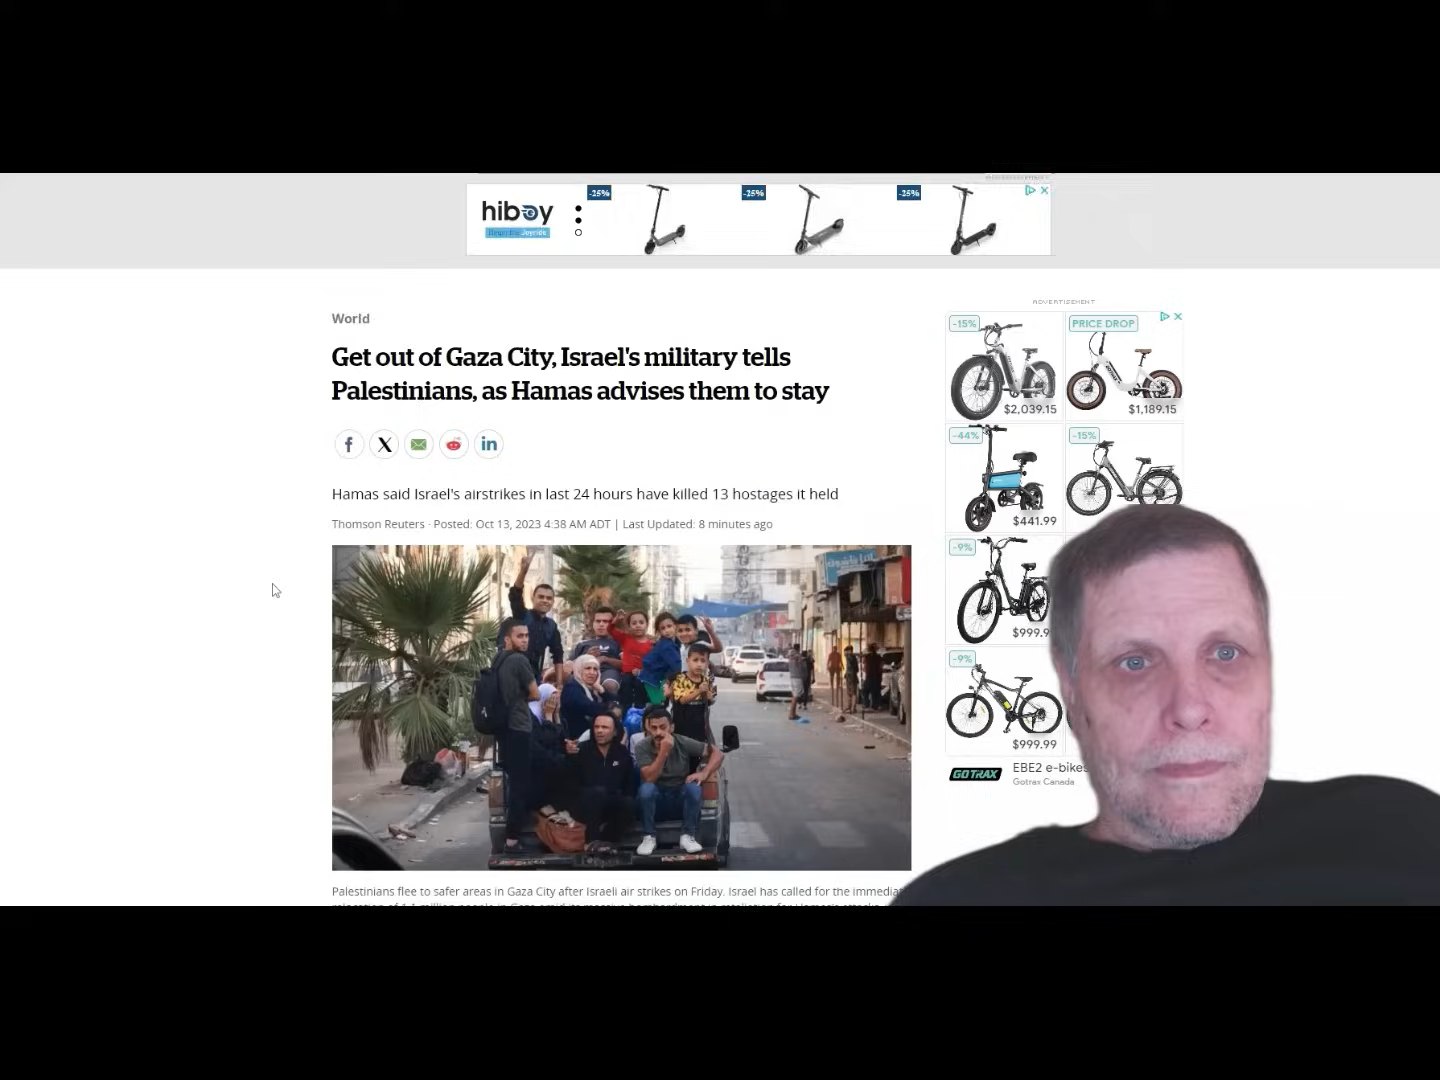 ADVERTISEMENT
hiboy
-25%
-25%
-25%
World
Get out of Gaza City, Israel's military tells
Palestinians, as Hamas advises them to stay
Hamas said Israel's airstrikes in last 24 hours have killed 13 hostages it held
Thomson Reuters · Posted: Oct 13, 2023 4:38 AM ADT | Last Updated: 8 minutes ago
Palestinians flee to safer areas in Gaza City after Israeli air strikes on Friday. Israel has called for the
ADVERTISEMENT
-15%
$2,039.15
PRICE DROP
$1,189.15
-44%
$441.99
-15%
-9%
-9%
$999.99
GOTRAX
EBE2 e-bikes
Gotrax Canada